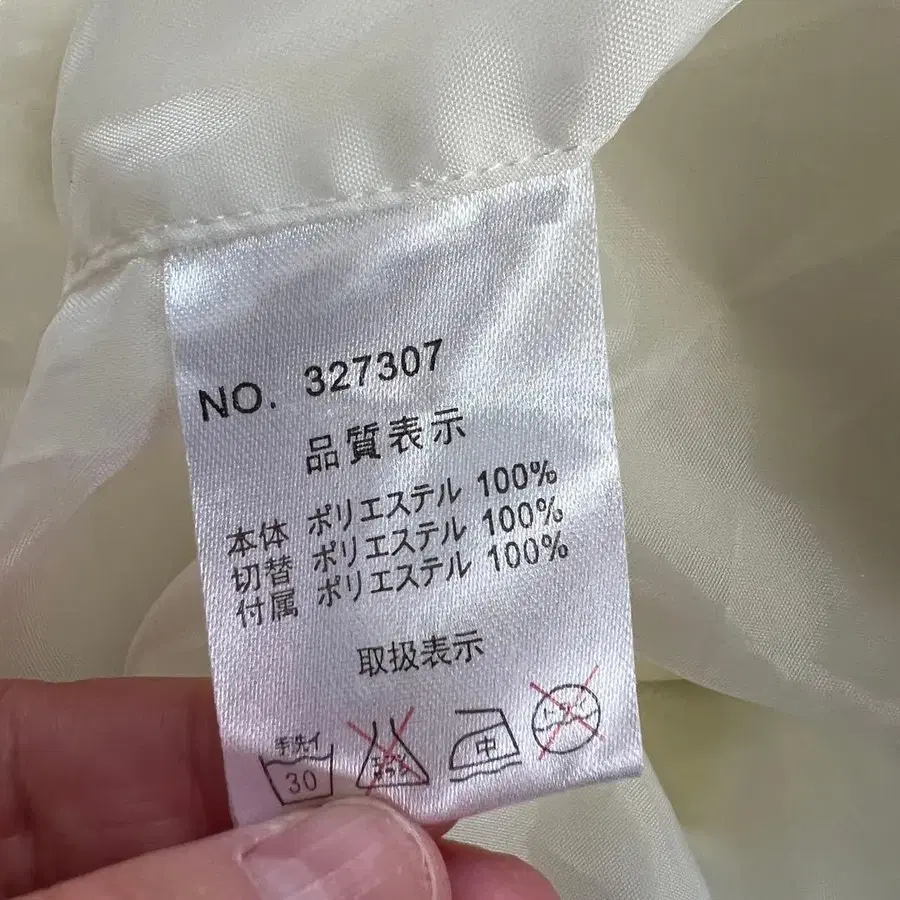 NO. 327307
品質表示
本体 ポリエステル 100%
切替 ポリエステル 100%
付属 ポリエステル 100%
取扱表示
手洗イ
30
中